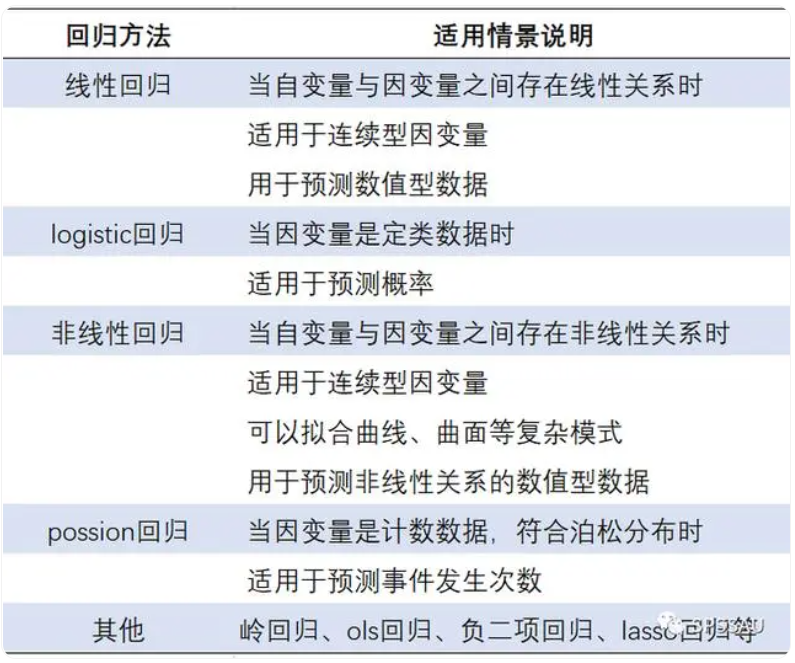 回归方法 适用情景说明
线性回归 当自变量与因变量之间存在线性关系时
适用于连续型因变量
用于预测数值型数据
logistic回归 当因变量是定类数据时
适用于预测概率
非线性回归 当自变量与因变量之间存在非线性关系时
适用于连续型因变量
可以拟合曲线、曲面等复杂模式
用于预测非线性关系的数值型数据
possion回归 当因变量是计数数据，符合泊松分布时
适用于预测事件发生次数
其他 岭回归、ols回归、负二项回归、lasso回归等